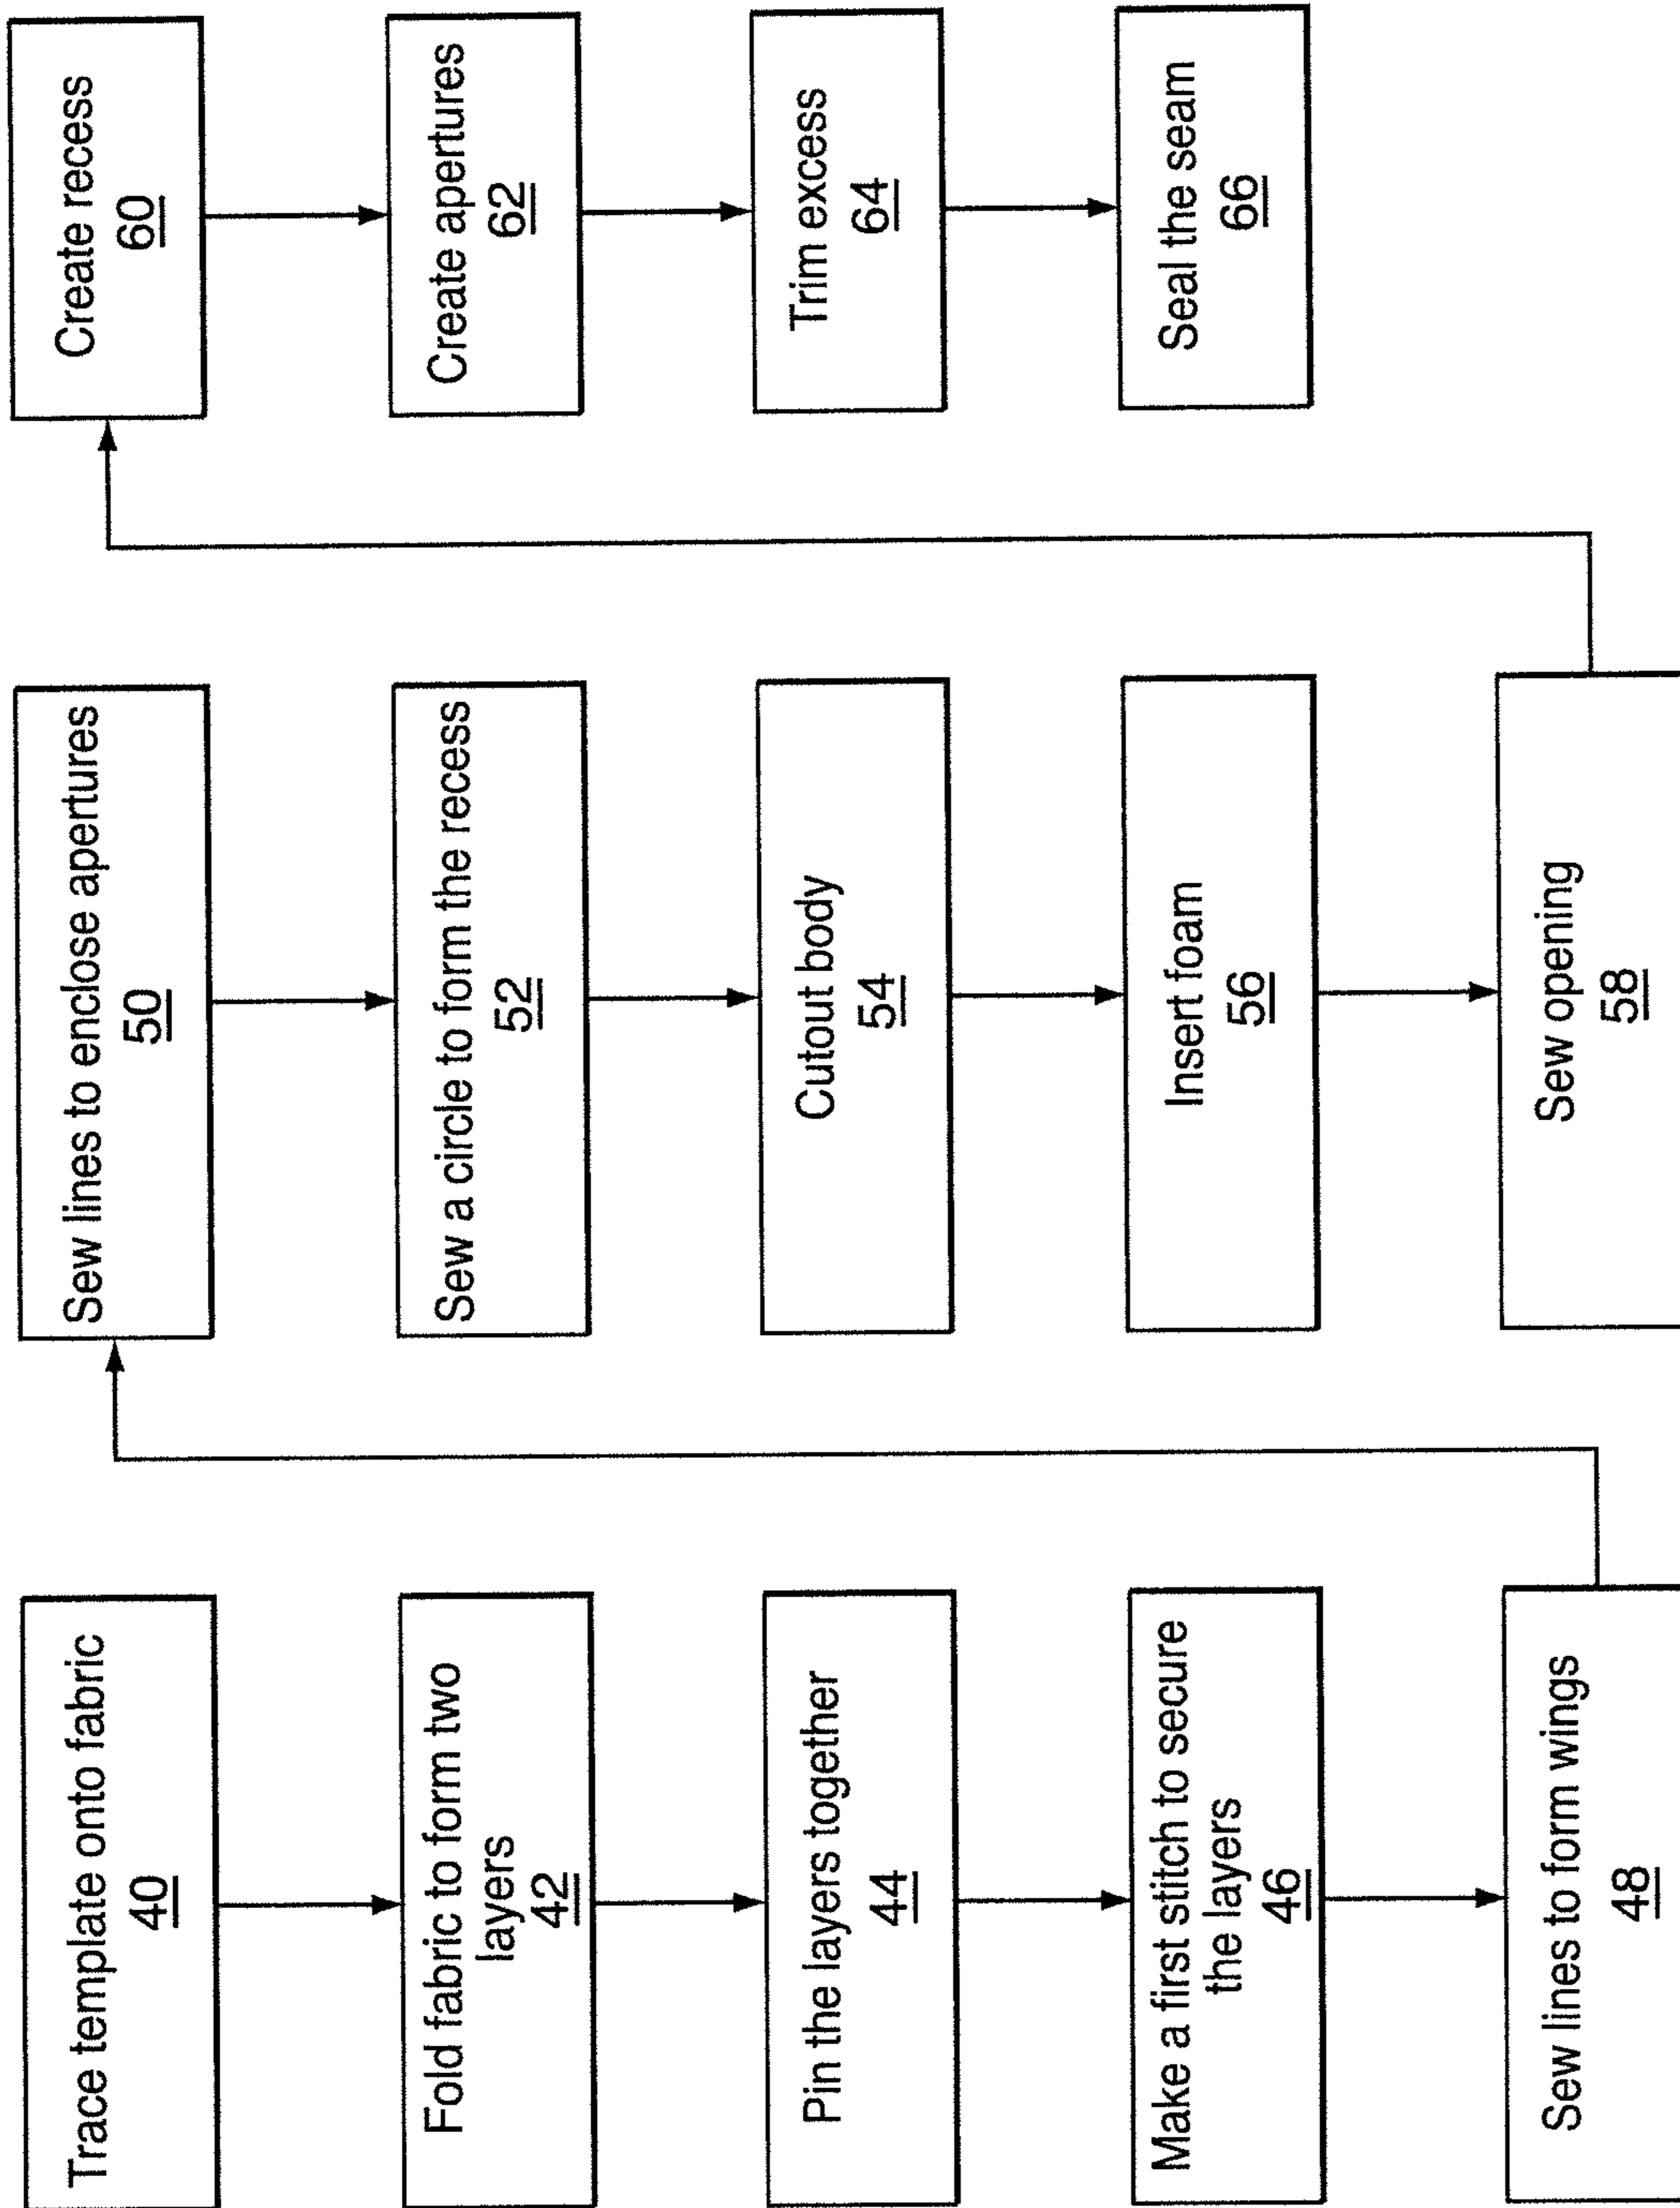 Trace template onto fabric
40
Fold fabric to form two
layers
42
Pin the layers together
44
Make a first stitch to secure
the layers
46
Sew lines to form wings
48
Sew lines to enclose apertures
50
Sew a circle to form the recess
52
Cutout body
54
Insert foam
56
Sew opening
58
Create recess
60
Create apertures
62
Trim excess
64
Seal the seam
66